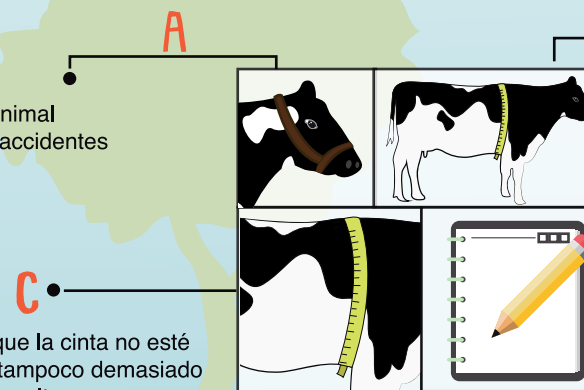 A
nimal
accidentes
C
que la cinta no esté
tampoco demasiado